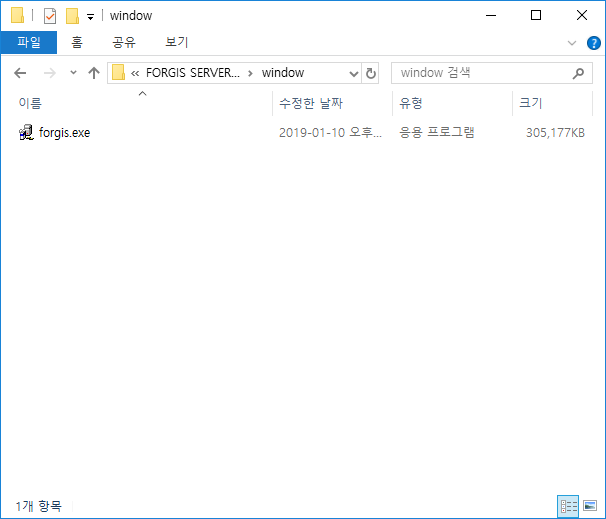 window
파일 홈 공유 보기
« FORGIS SERVER... > window window 검색
이름 수정한 날짜 유형 크기
forgis.exe 2019-01-10 오후... 응용 프로그램 305,177KB
1개 항목